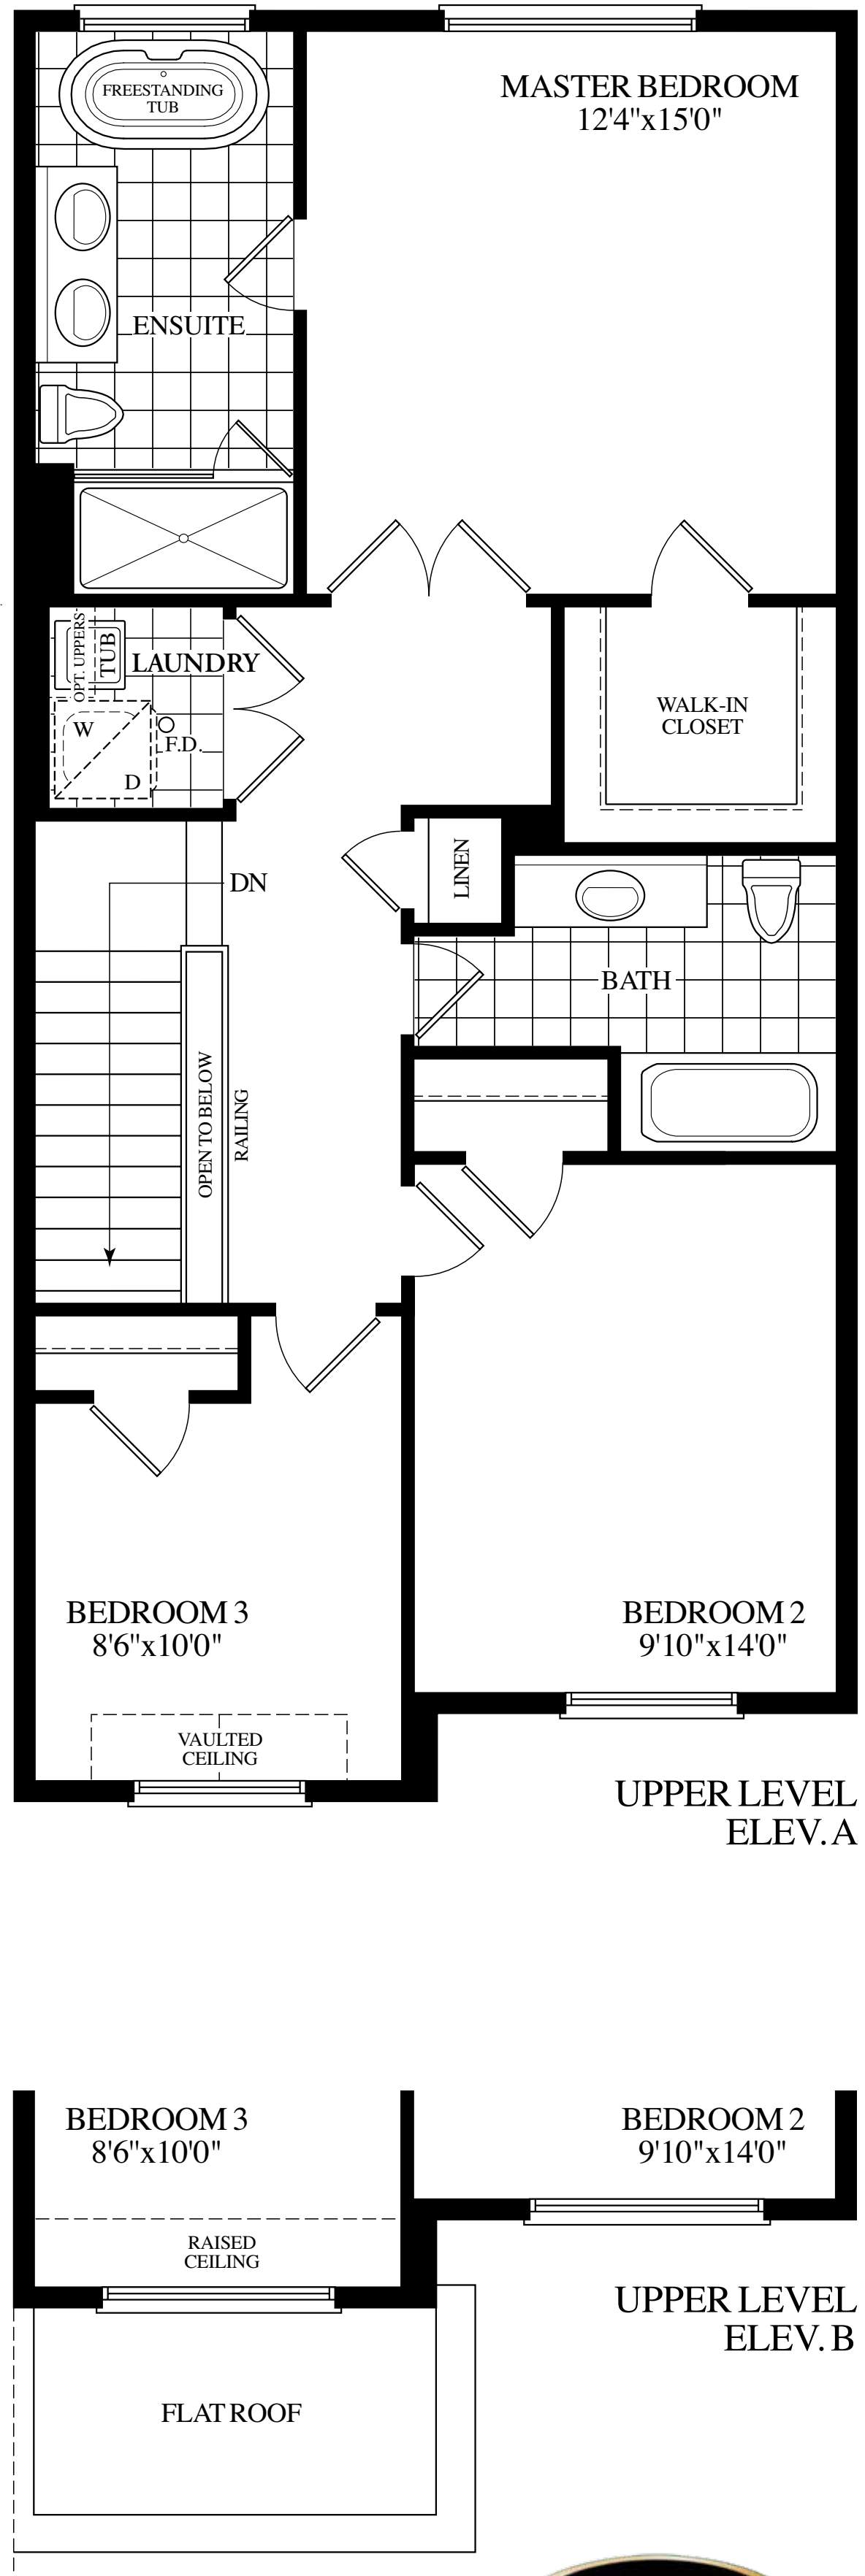 FREESTANDING
TUB
MASTER BEDROOM
12'4"x15'0"
ENSUITE
OPT. UPPERS
TUB
LAUNDRY
W
D
F.D.
WALK-IN
CLOSET
LINEN
DN
BATH
OPEN TO BELOW
RAILING
BEDROOM 3
8'6"x10'0"
BEDROOM 2
9'10"x14'0"
VAULTED
CEILING
UPPER LEVEL
ELEV. A
BEDROOM 3
8'6"x10'0"
BEDROOM 2
9'10"x14'0"
RAISED
CEILING
UPPER LEVEL
ELEV. B
FLAT ROOF